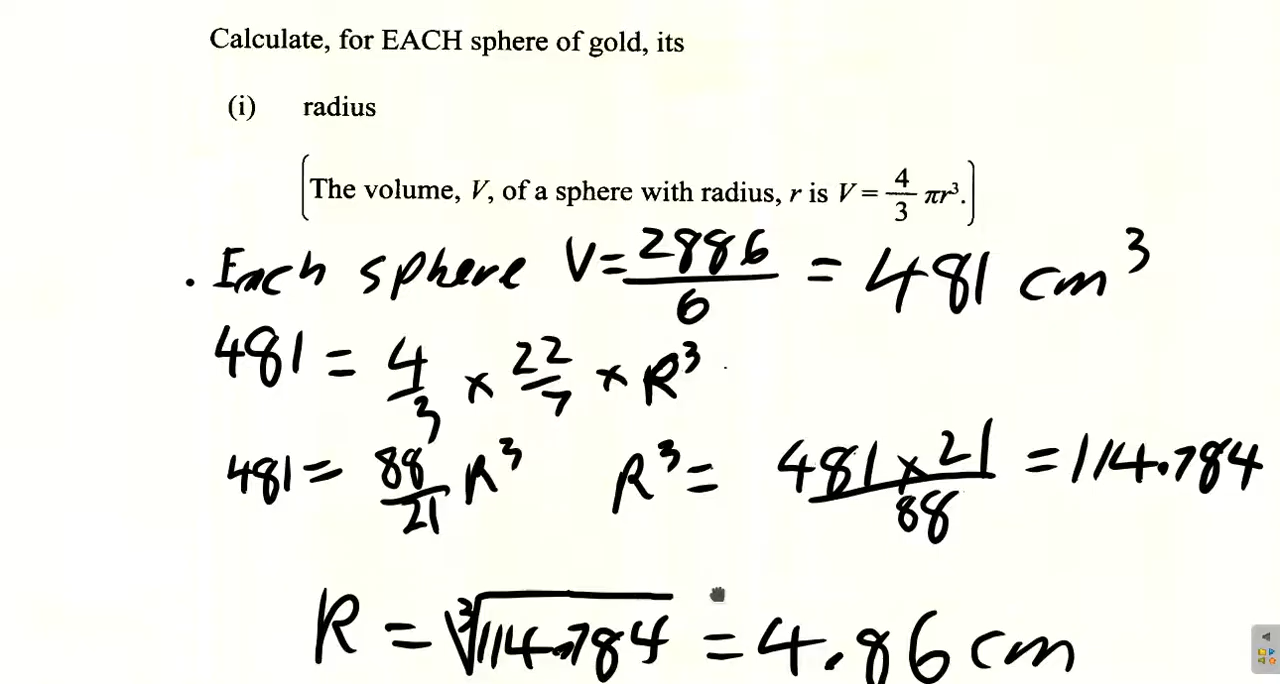 Calculate, for EACH sphere of gold, its
(i) radius
(The volume, V, of a sphere with radius, r is V = 4/3 πr³.)
. Each sphere V = 2886/6 = 481 cm³
481 = 4/3 × 22/7 × R³
481 = 88/21 R³ R³ = 481 × 21/88 = 114.784
R = ∛114.784 = 4.86 cm